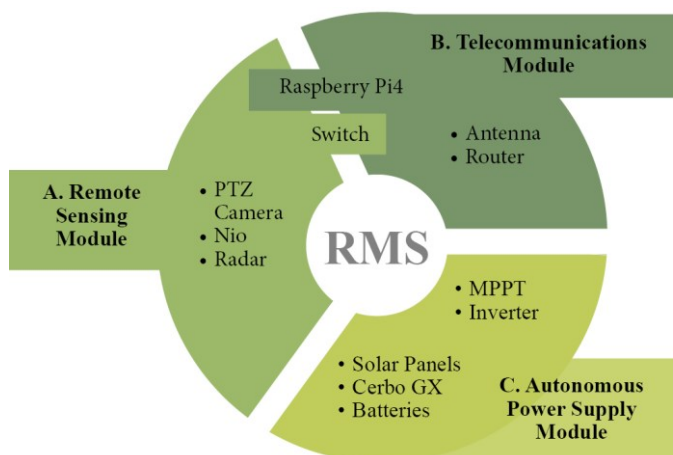 B. Telecommunications
Module
Raspberry Pi4
Switch
• Antenna
• Router
A. Remote
Sensing
Module
• PTZ
Camera
• Nio
• Radar
RMS
• MPPT
• Inverter
• Solar Panels
• Cerbo GX
• Batteries
C. Autonomous
Power Supply
Module